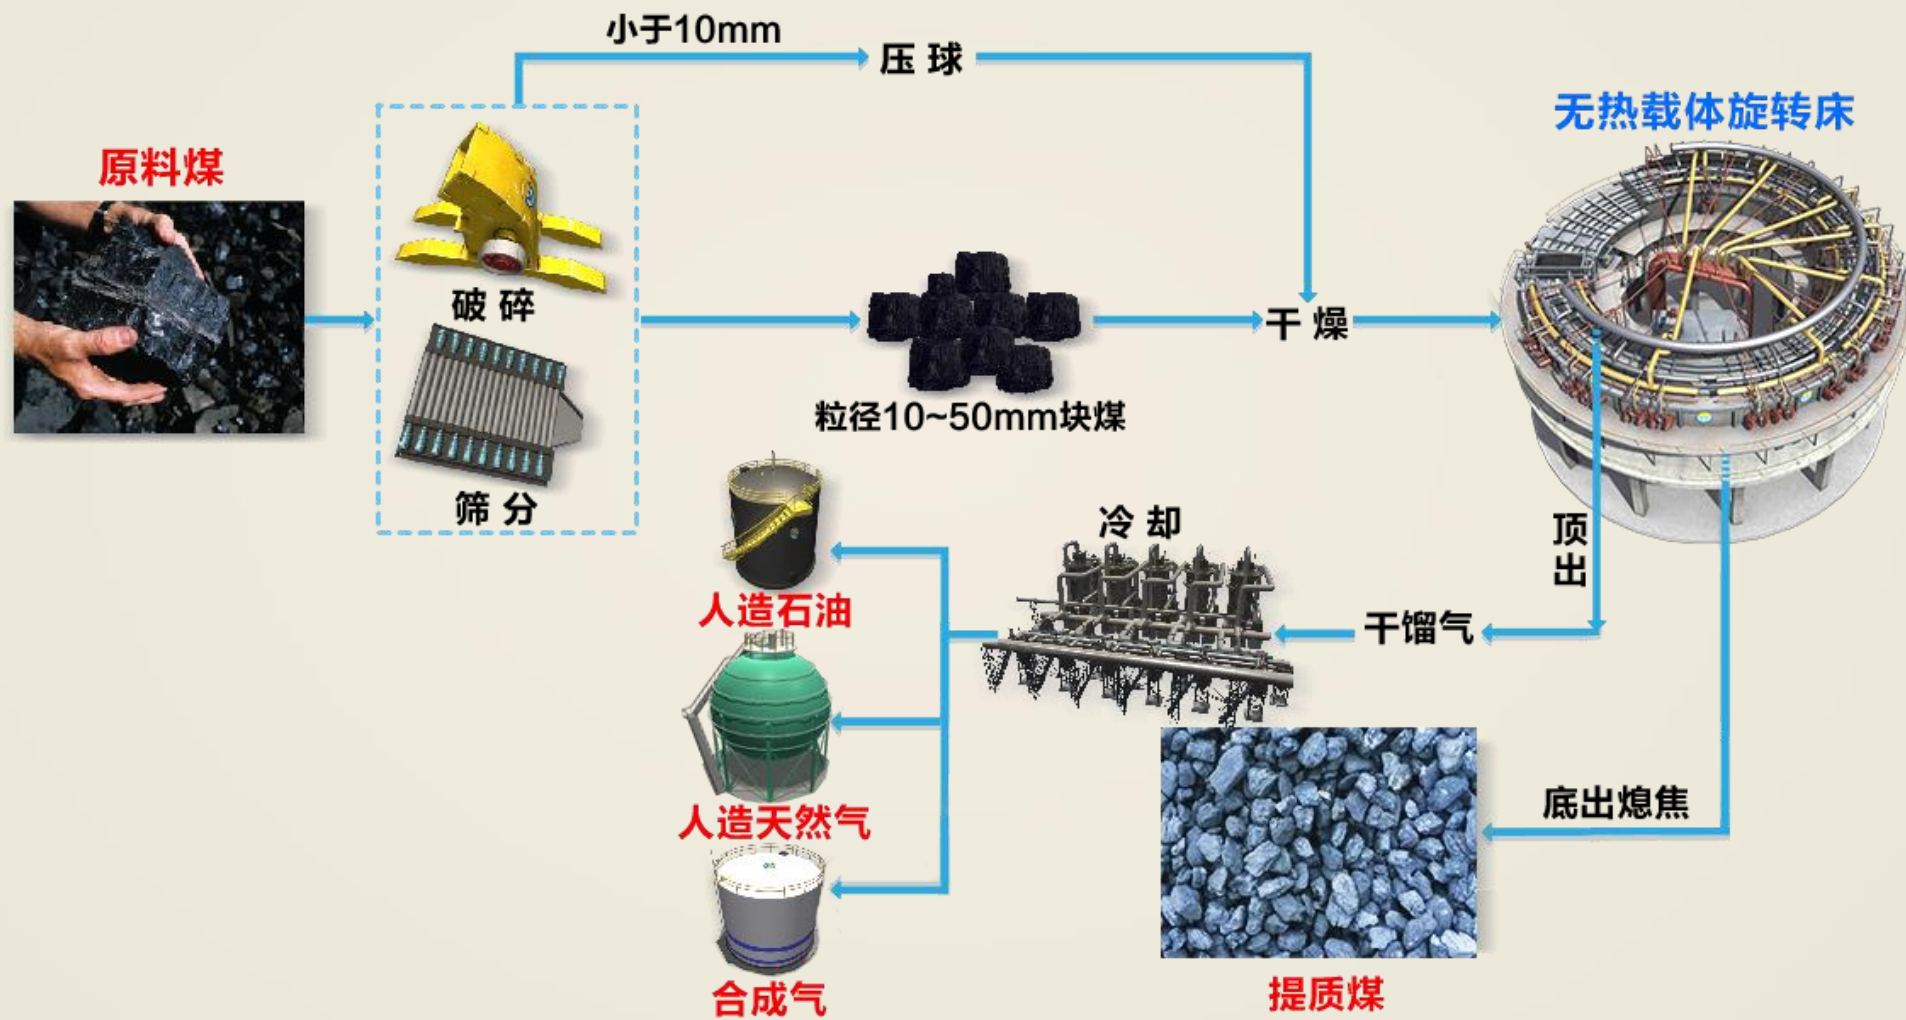 小于10mm
压球
无热载体旋转床
原料煤
破碎
干燥
粒径10~50mm块煤
筛分
冷却
顶出
人造石油
干馏气
底出熄焦
人造天然气
提质煤
合成气